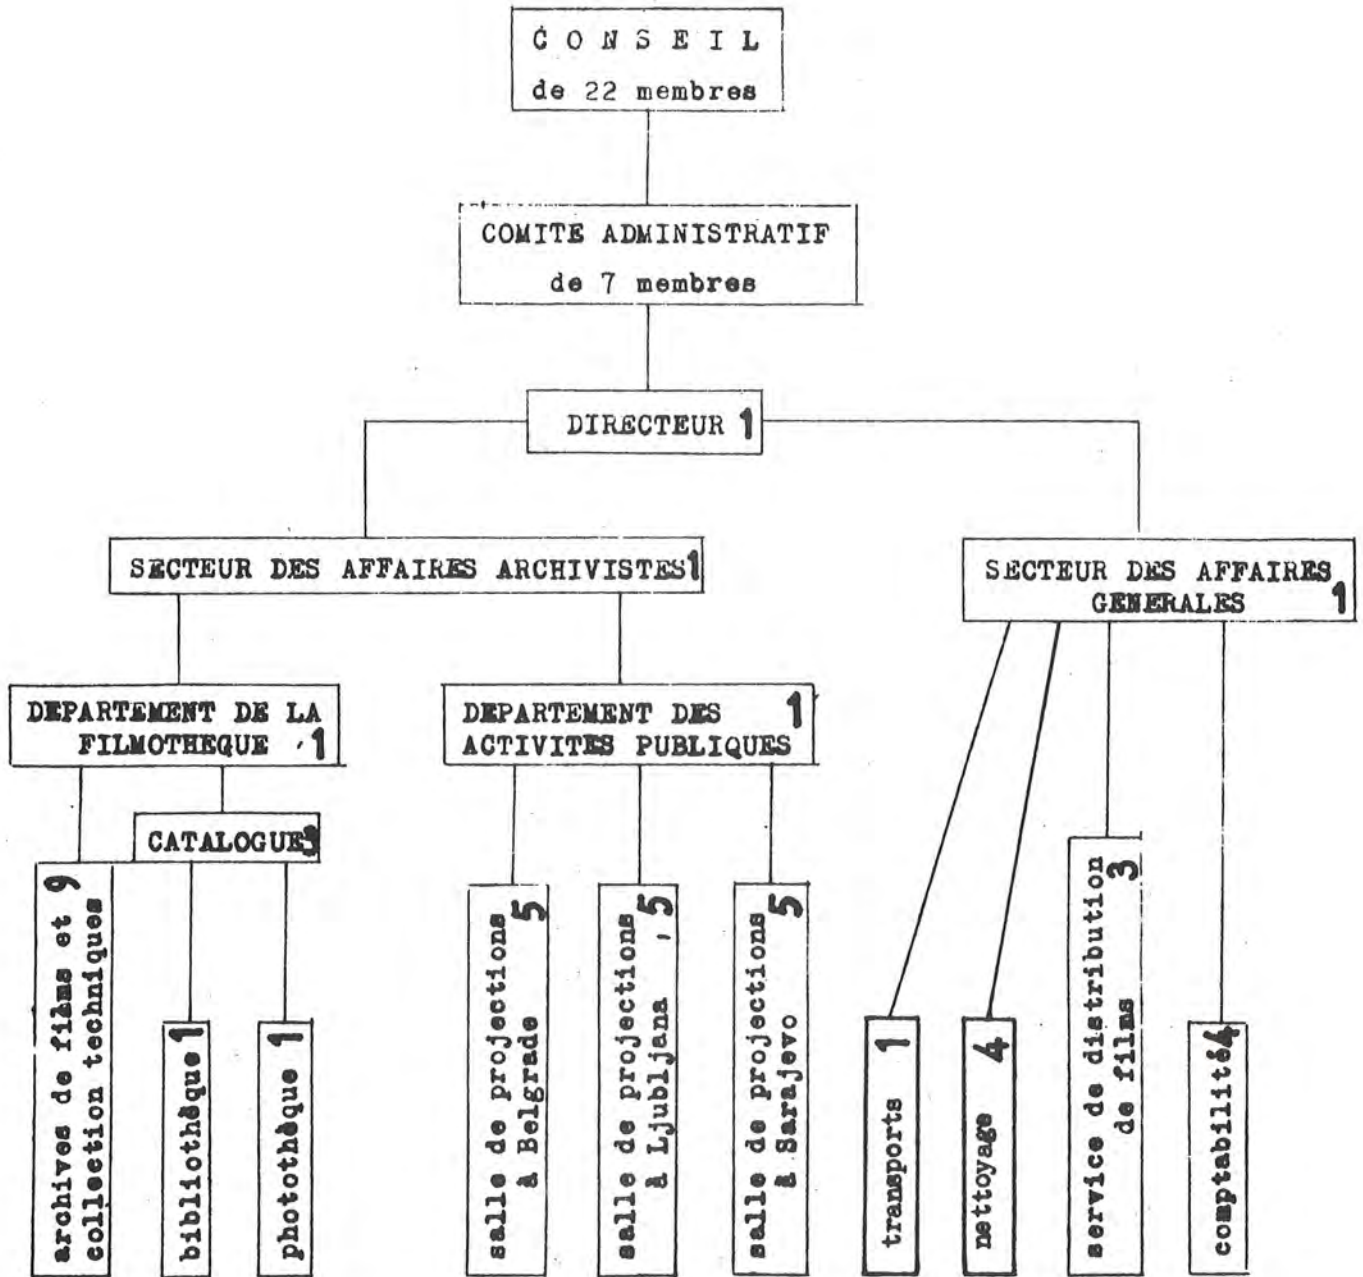 CONSEIL
de 22 membres
COMITE ADMINISTRATIF
de 7 membres
DIRECTEUR 1
SECTEUR DES AFFAIRES ARCHIVISTES 1
SECTEUR DES AFFAIRES
GENERALES 1
DEPARTEMENT DE LA
FILMOTHEQUE 1
DEPARTEMENT DES 1
ACTIVITES PUBLIQUES
CATALOGUE 3
archives de films et 9
collection techniques
bibliothèque 1
photothèque 1
salle de projections
à Belgrade 5
salle de projections
à Ljubljana 5
salle de projections
à Sarajevo 5
transports 1
nettoyage 4
service de distribution
de films 3
comptabilité 4